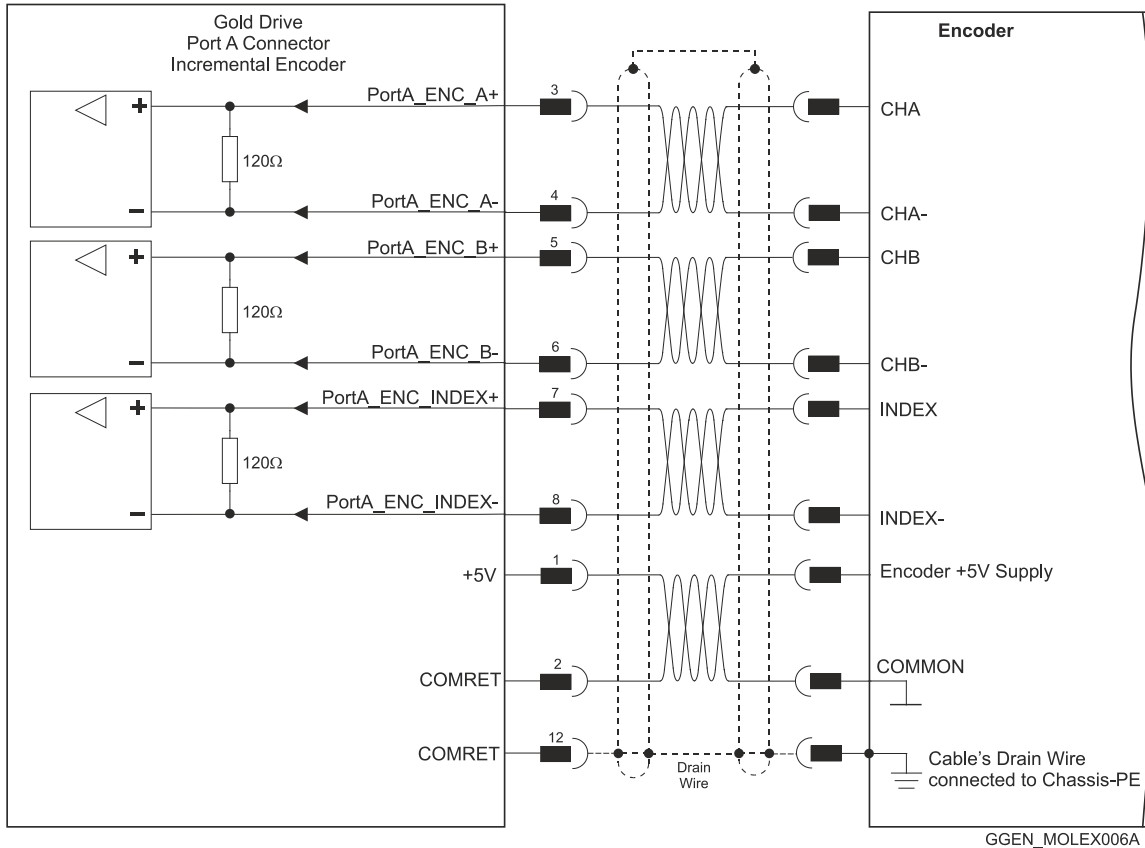 Gold Drive
Port A Connector
Incremental Encoder
Encoder
+
PortA_ENC_A+
3
CHA
120Ω
-
PortA_ENC_A-
4
CHA-
+
PortA_ENC_B+
5
CHB
120Ω
-
PortA_ENC_B-
6
CHB-
+
PortA_ENC_INDEX+
7
INDEX
120Ω
-
PortA_ENC_INDEX-
8
INDEX-
+5V
1
Encoder +5V Supply
COMRET
2
COMMON
COMRET
12
Drain
Wire
Cable's Drain Wire
connected to Chassis-PE
GGEN_MOLEX006A